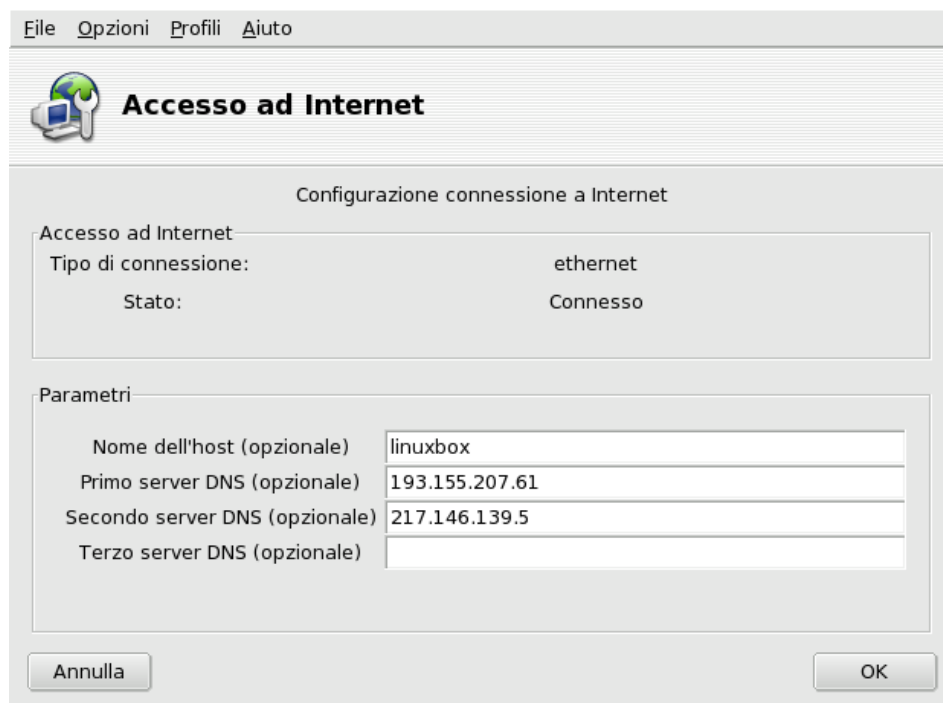 File Opzioni Profili Aiuto
Accesso ad Internet
Configurazione connessione a Internet
Accesso ad Internet
Tipo di connessione: ethernet
Stato: Connesso
Parametri
Nome dell'host (opzionale) linuxbox
Primo server DNS (opzionale) 193.155.207.61
Secondo server DNS (opzionale) 217.146.139.5
Terzo server DNS (opzionale)
Annulla OK